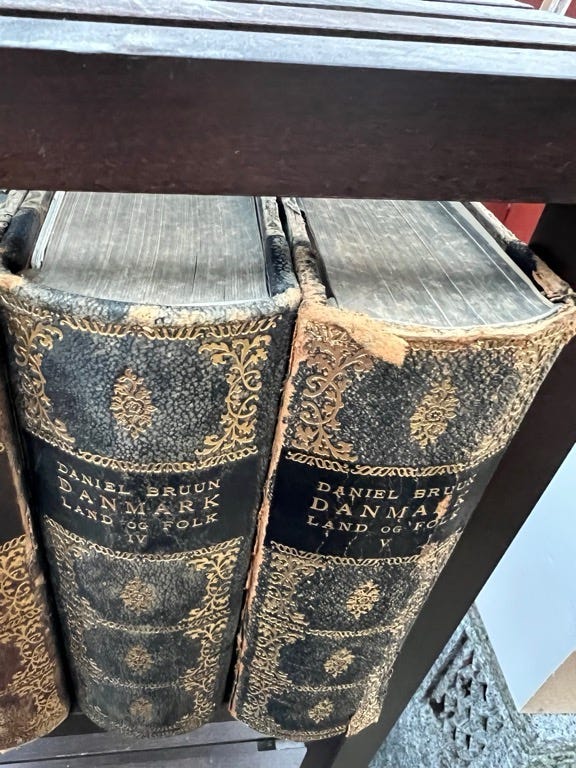 DANIEL BRUUN
DANMARK
LAND OG FOLK
IV
DANIEL BRUUN
DANMARK
LAND OG FOLK
V